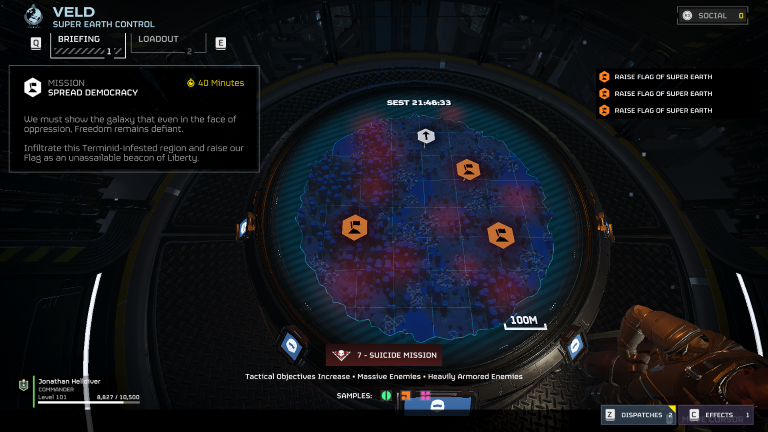 VELD
SUPER EARTH CONTROL
SOCIAL 0
Q
BRIEFING
1
LOADOUT
2
E
MISSION
SPREAD DEMOCRACY
40 Minutes
We must show the galaxy that even in the face of
oppression, Freedom remains defiant.
Infiltrate this Terminid-infested region and raise our
Flag as an unassailable beacon of Liberty.
RAISE FLAG OF SUPER EARTH
RAISE FLAG OF SUPER EARTH
RAISE FLAG OF SUPER EARTH
SEST 21:46:33
100M
7 - SUICIDE MISSION
Tactical Objectives Increase • Massive Enemies • Heavily Armored Enemies
SAMPLES:
Jonathan Hellciver
COMMANDER
Level 101
8,827 / 10,500
Z DISPATCHES 2
C EFFECTS 1